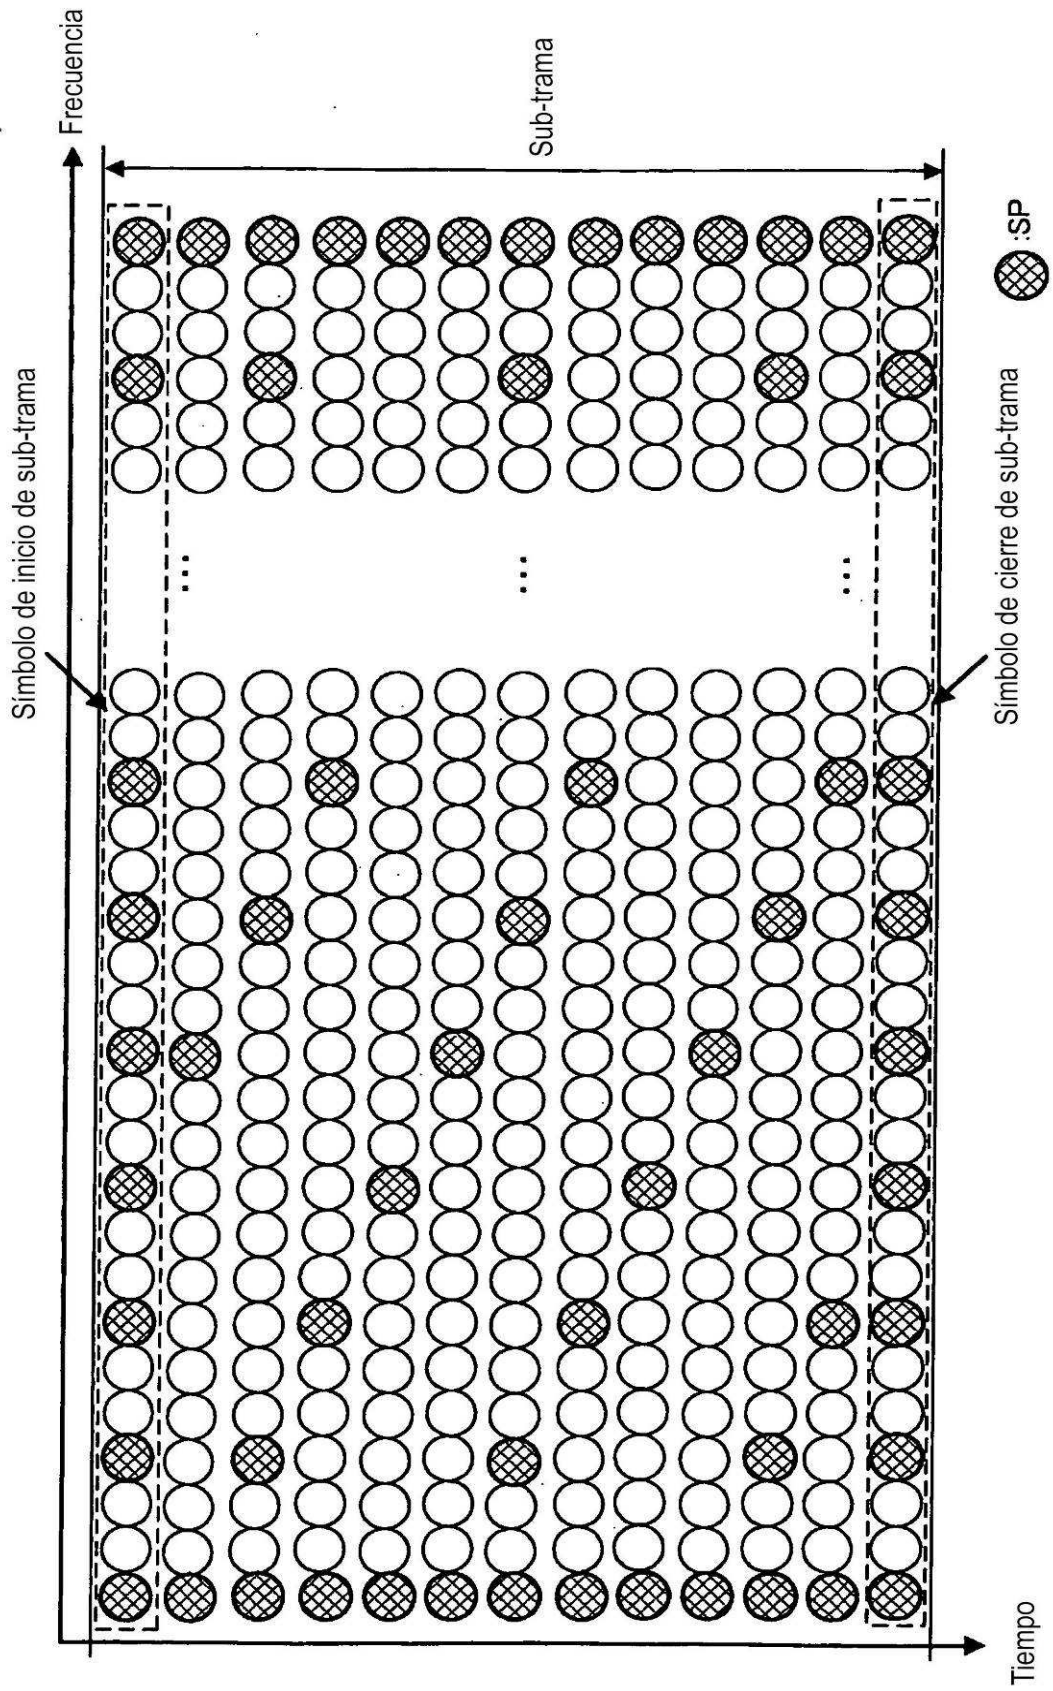 Símbolo de inicio de sub-trama
Frecuencia
...
...
...
Sub-trama
Símbolo de cierre de sub-trama
:SP
Tiempo